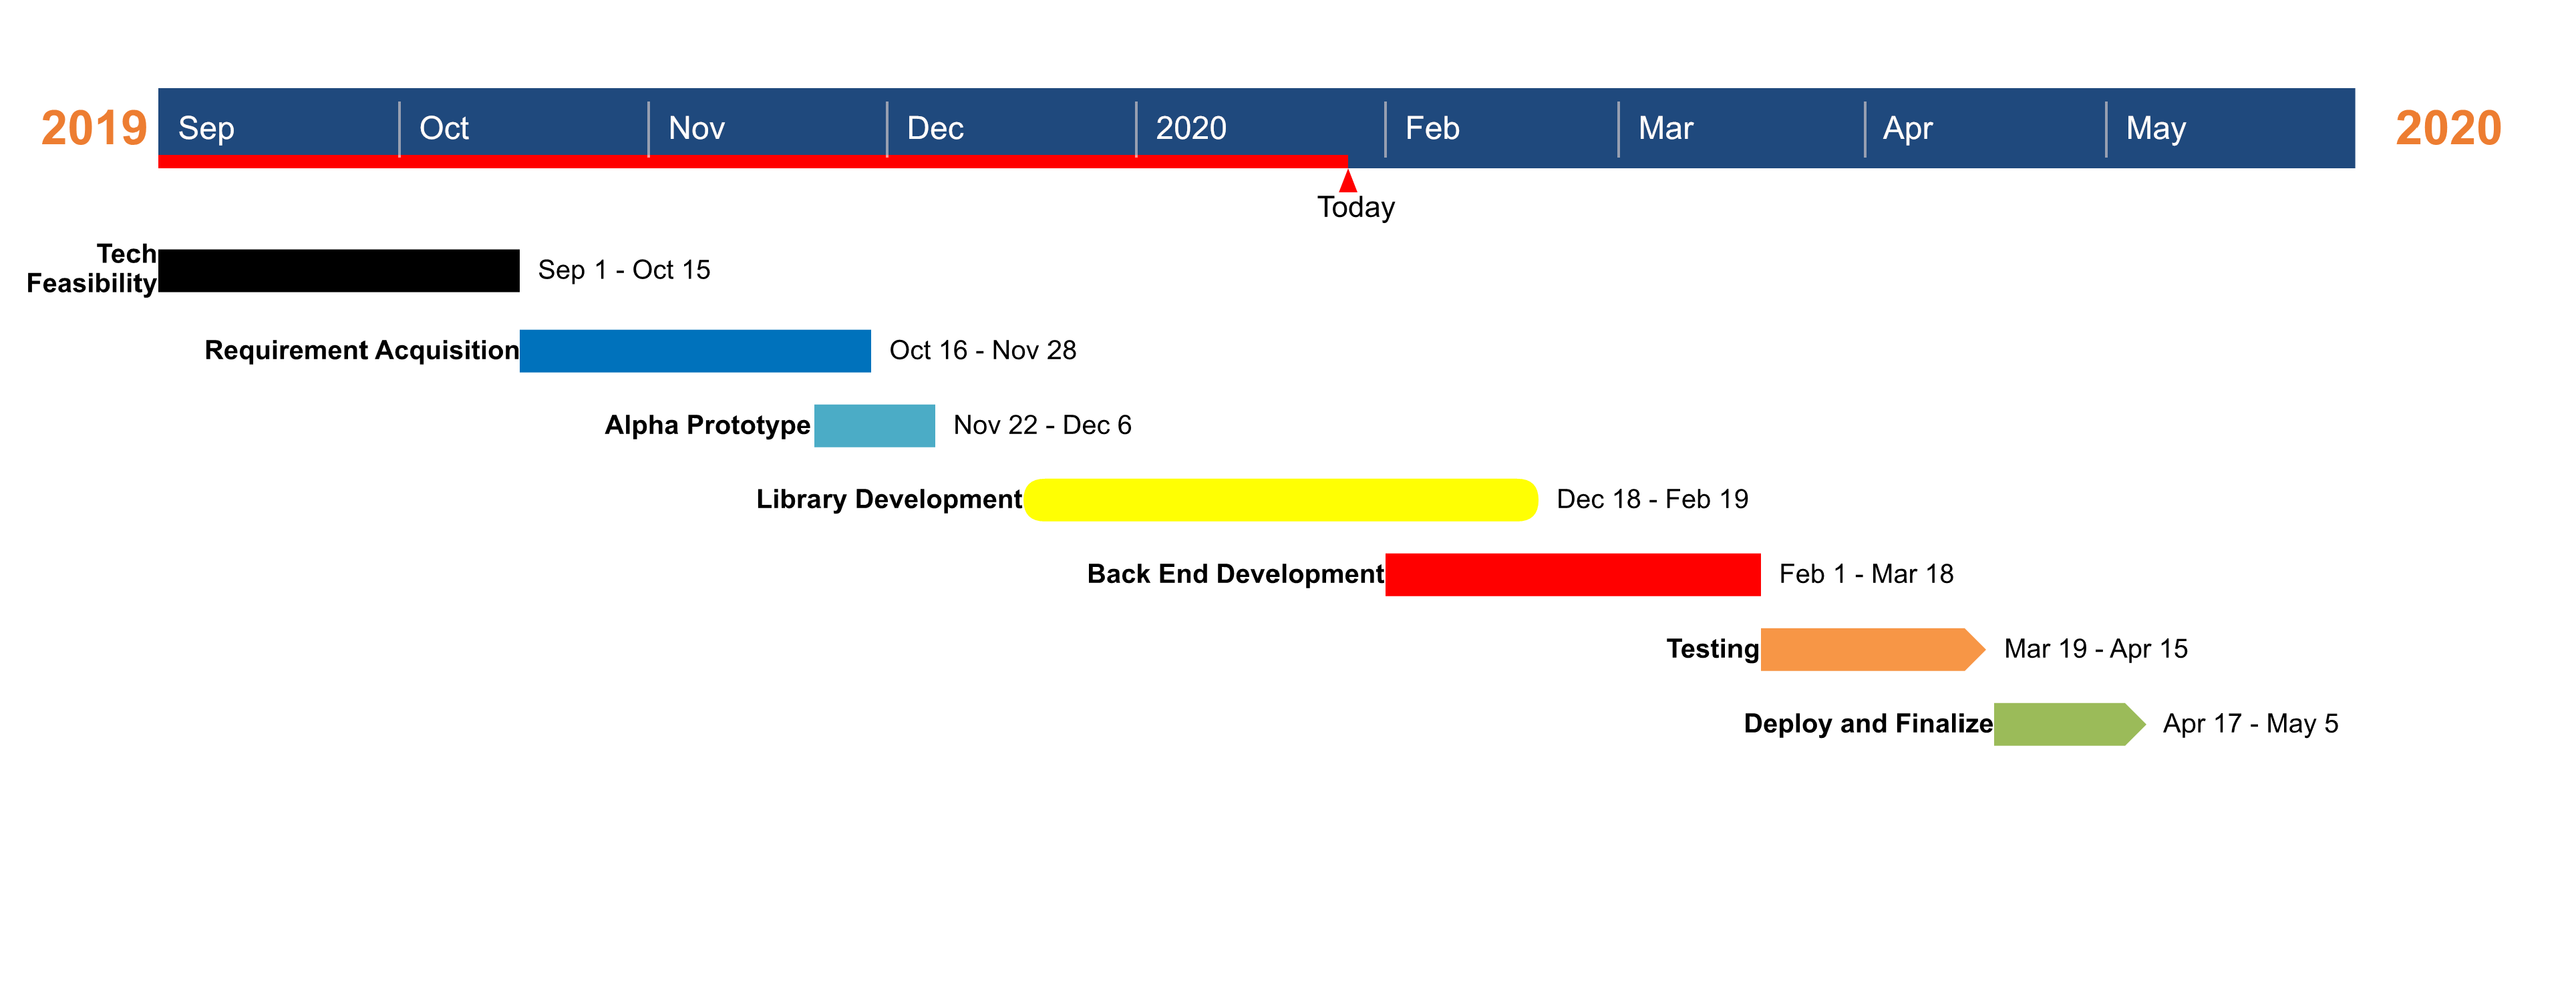 2019 Sep Oct Nov Dec 2020 Feb Mar Apr May 2020
Today
Tech
Feasibility
Sep 1 - Oct 15
Requirement Acquisition Oct 16 - Nov 28
Alpha Prototype Nov 22 - Dec 6
Library Development Dec 18 - Feb 19
Back End Development Feb 1 - Mar 18
Testing Mar 19 - Apr 15
Deploy and Finalize Apr 17 - May 5